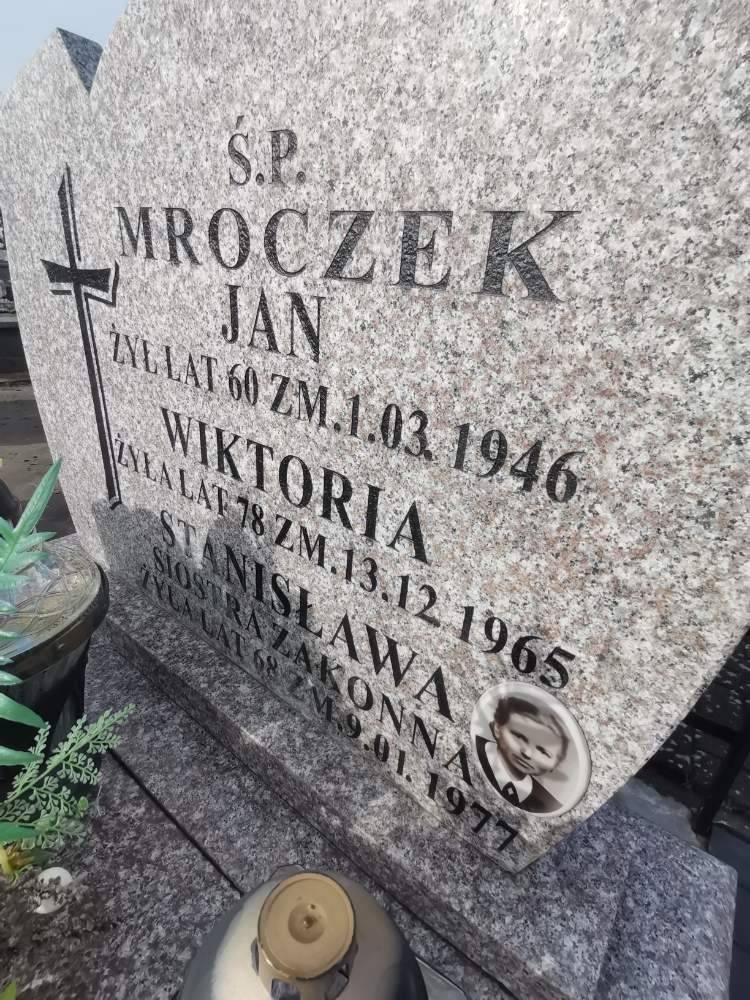 Ś.P.
MROCZEK
JAN
ŻYŁ LAT 60 ZM.1.03.1946
WIKTORIA
ŻYŁA LAT 78 ZM.13.12.1965
STANISŁAWA
SIOSTRA ZAKONNA
ŻYŁA LAT 68 ZM.9.01.1977